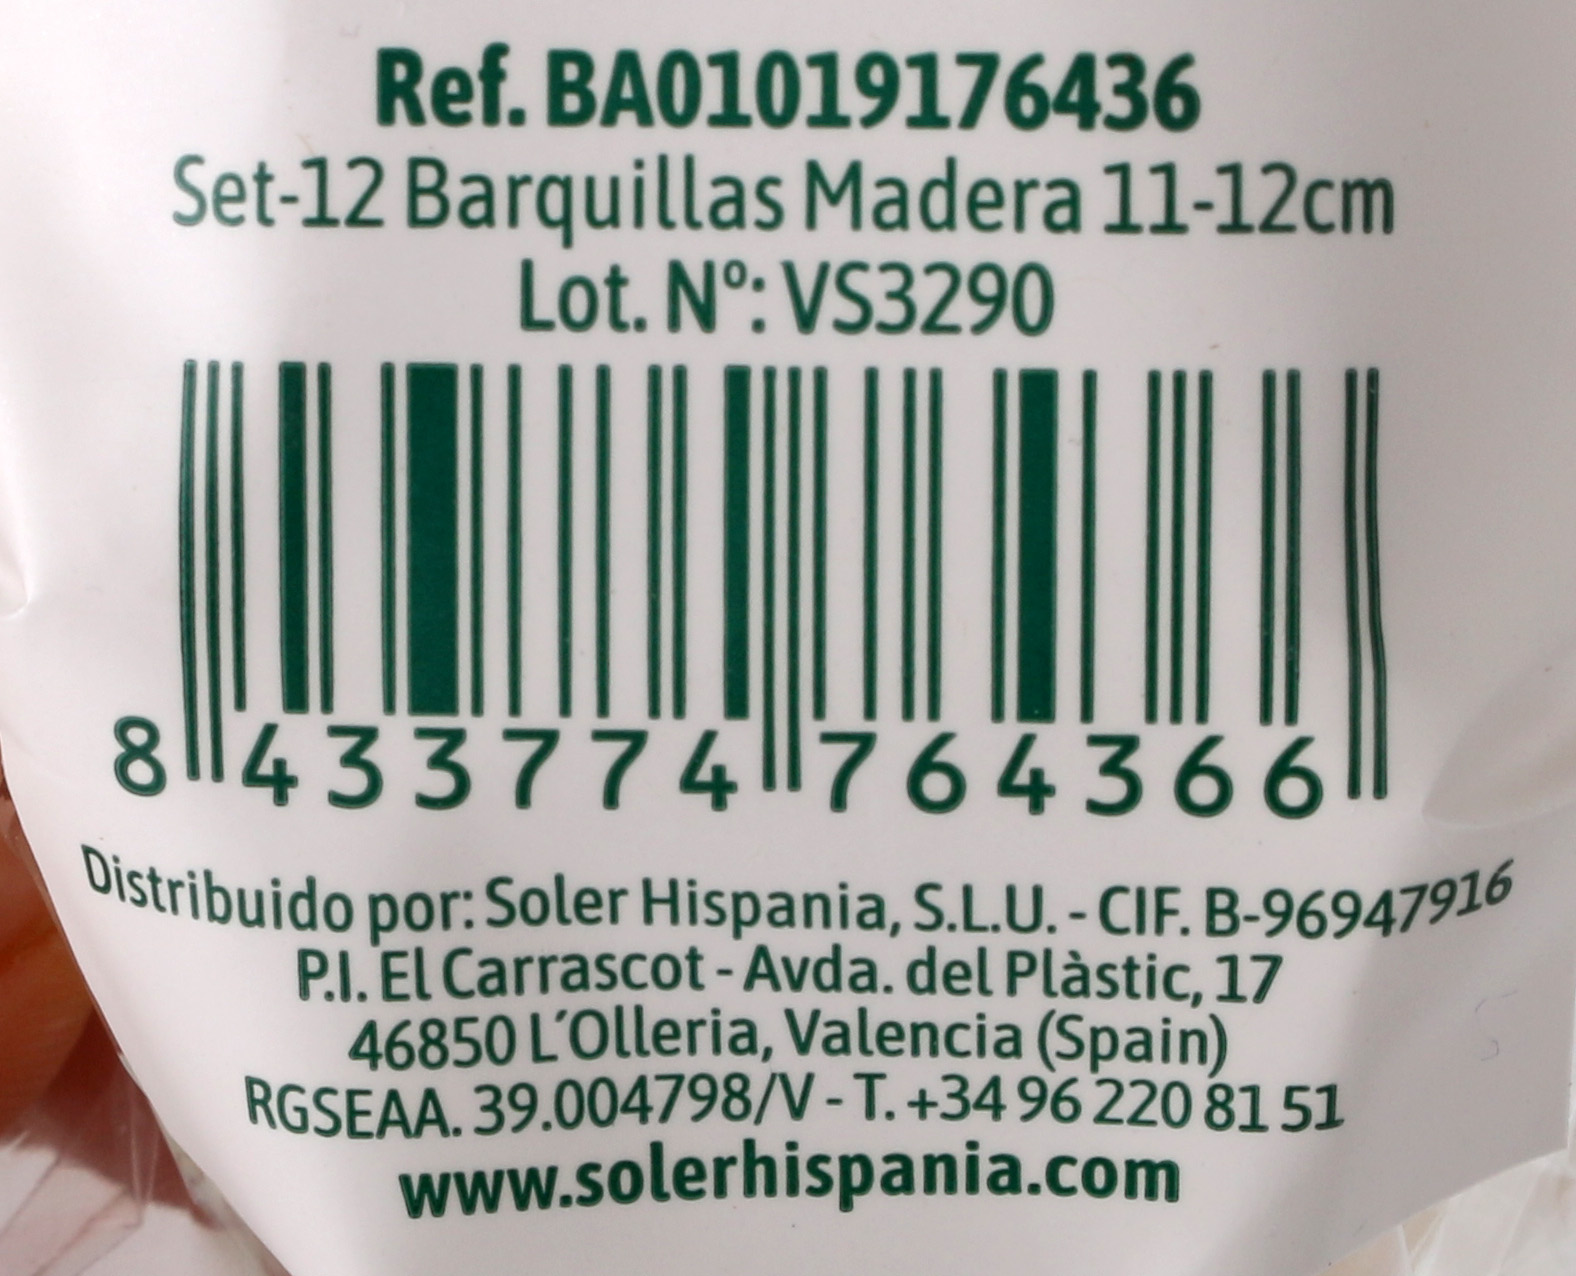 Ref. BA01019176436
Set-12 Barquillas Madera 11-12cm
Lot. Nº: VS3290
8 433774 764366
Distribuido por: Soler Hispania, S.L.U. - CIF. B-96947916
P.I. El Carrascot - Avda. del Plàstic, 17
46850 L´Olleria, Valencia (Spain)
RGSEAA. 39.004798/V - T. +34 96 220 81 51
www.solerhispania.com